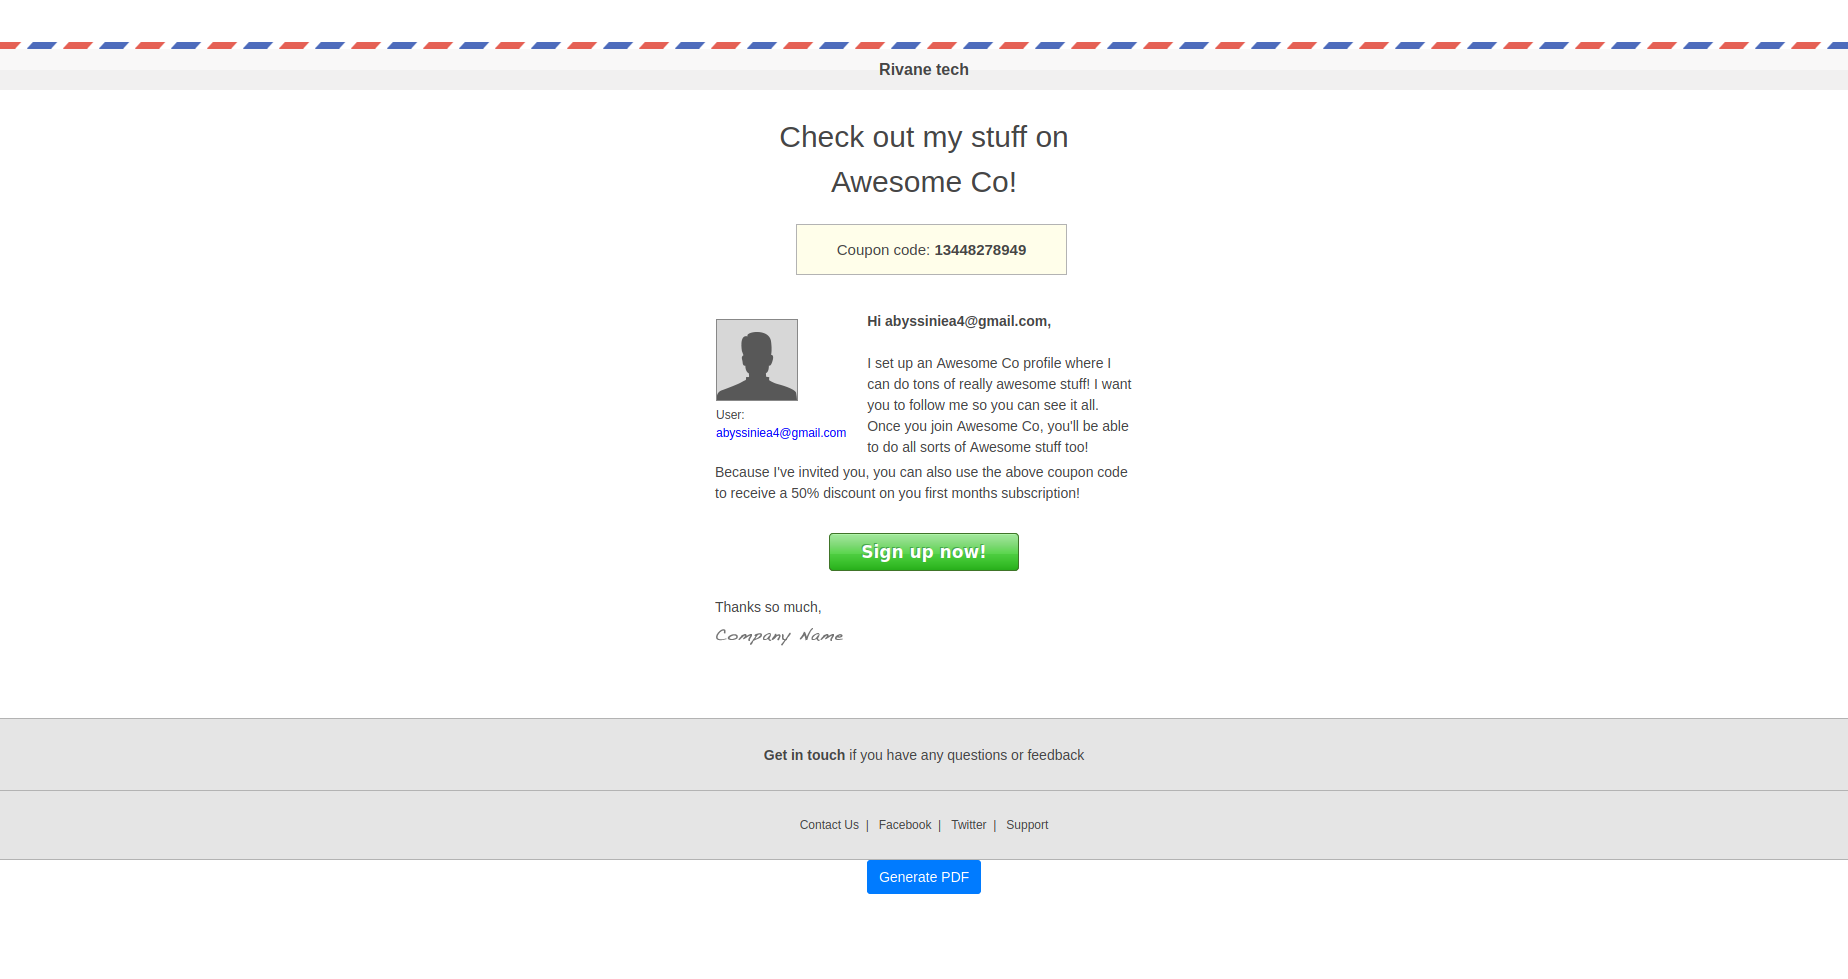 Rivane tech
Check out my stuff on
Awesome Co!
Coupon code: 13448278949
User:
abyssiniea4@gmail.com
Hi abyssiniea4@gmail.com,
I set up an Awesome Co profile where I
can do tons of really awesome stuff! I want
you to follow me so you can see it all.
Once you join Awesome Co, you'll be able
to do all sorts of Awesome stuff too!
Because I've invited you, you can also use the above coupon code
to receive a 50% discount on you first months subscription!
Sign up now!
Thanks so much,
Company Name
Get in touch if you have any questions or feedback
Contact Us | Facebook | Twitter | Support
Generate PDF